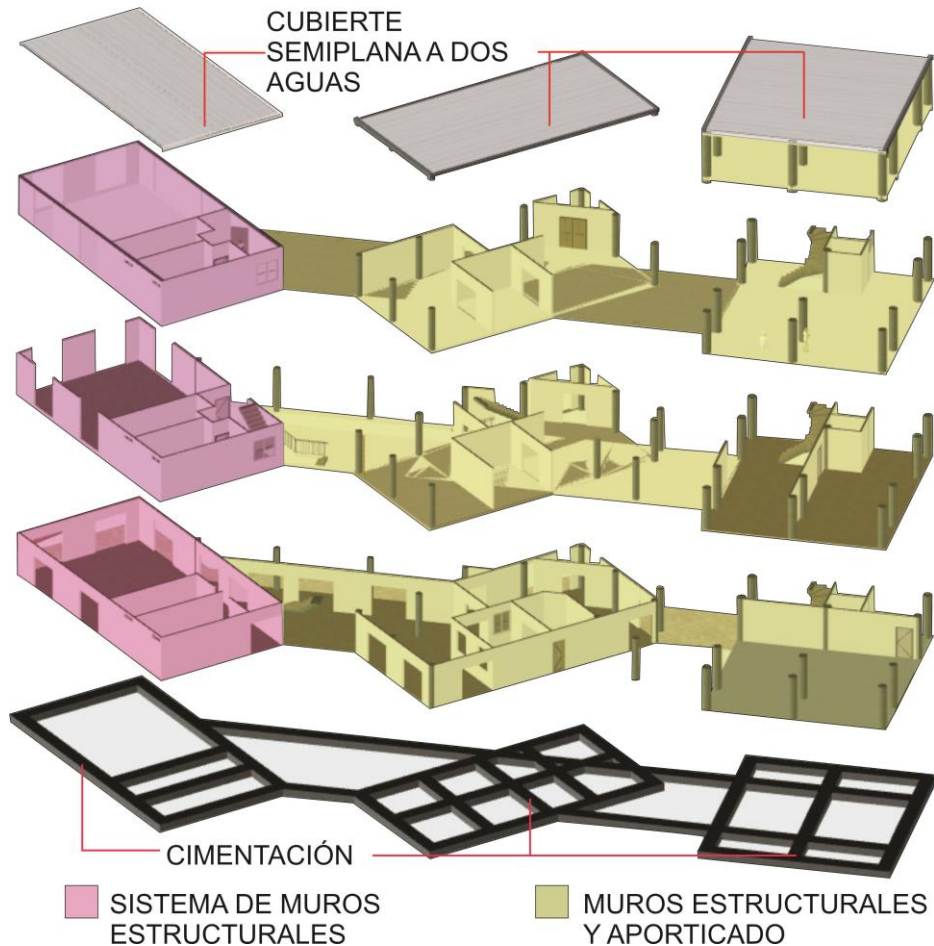 CUBIERTE
SEMIPLANA A DOS
AGUAS
CIMENTACIÓN
SISTEMA DE MUROS
ESTRUCTURALES
MUROS ESTRUCTURALES
Y APORTICADO